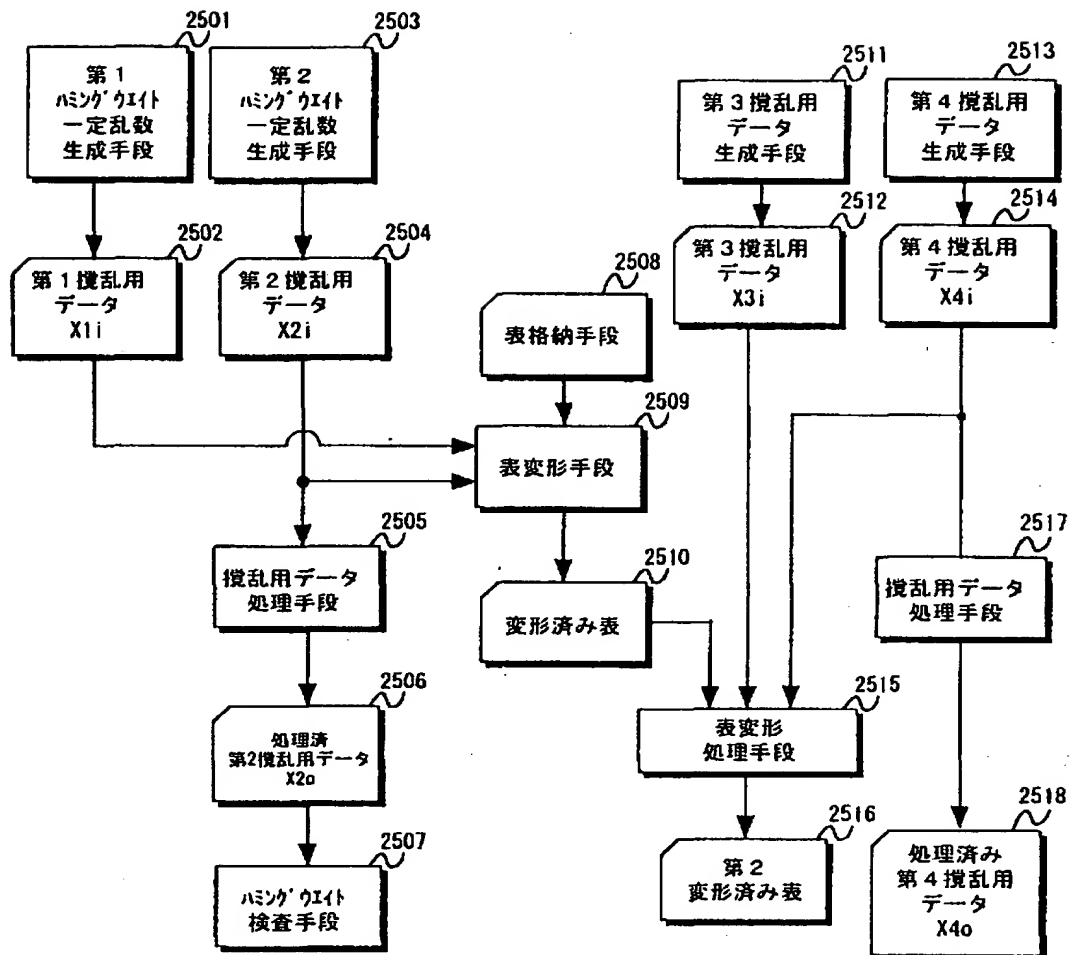 2501
第１
ﾊﾐﾝｸﾞｳｴｲﾄ
一定乱数
生成手段
2503
第２
ﾊﾐﾝｸﾞｳｴｲﾄ
一定乱数
生成手段
2511
第３攪乱用
データ
生成手段
2513
第４攪乱用
データ
生成手段
2502
第１攪乱用
データ
X1i
2504
第２攪乱用
データ
X2i
2508
表格納手段
2512
第３攪乱用
データ
X3i
2514
第４攪乱用
データ
X4i
2509
表変形手段
2505
攪乱用データ
処理手段
2510
変形済み表
2517
攪乱用データ
処理手段
2506
処理済
第2攪乱用データ
X2o
2515
表変形
処理手段
2507
ﾊﾐﾝｸﾞｳｴｲﾄ
検査手段
2516
第２
変形済み表
2518
処理済み
第４攪乱用
データ
X4o